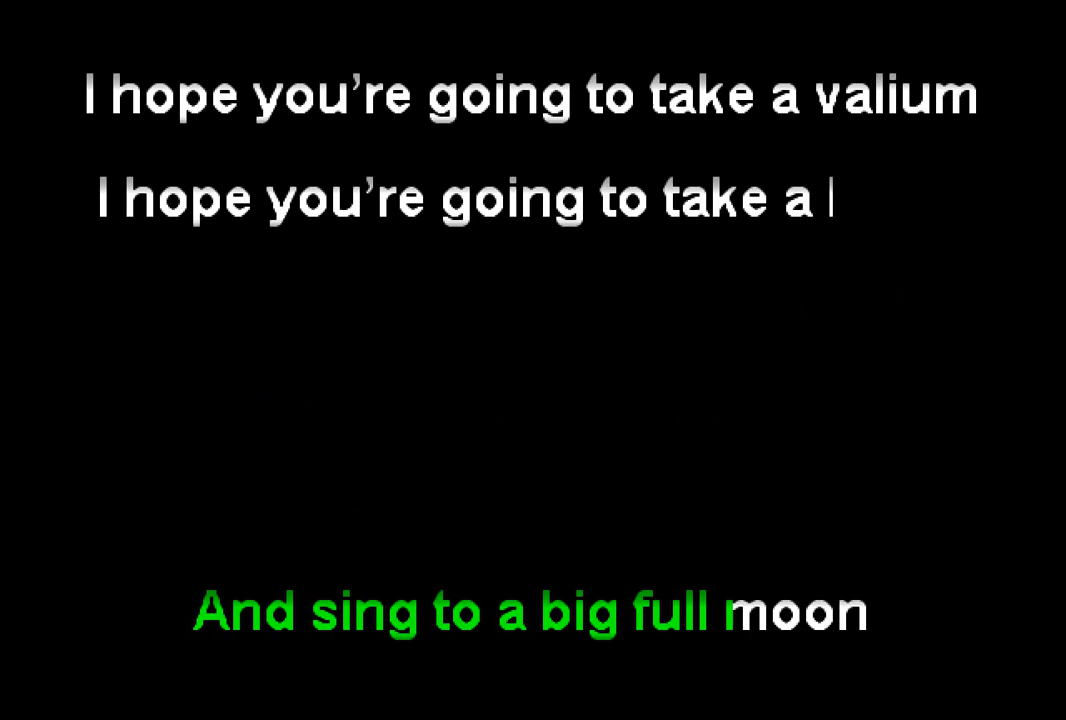 I hope you're going to take a valium
I hope you're going to take a
And sing to a big full moon